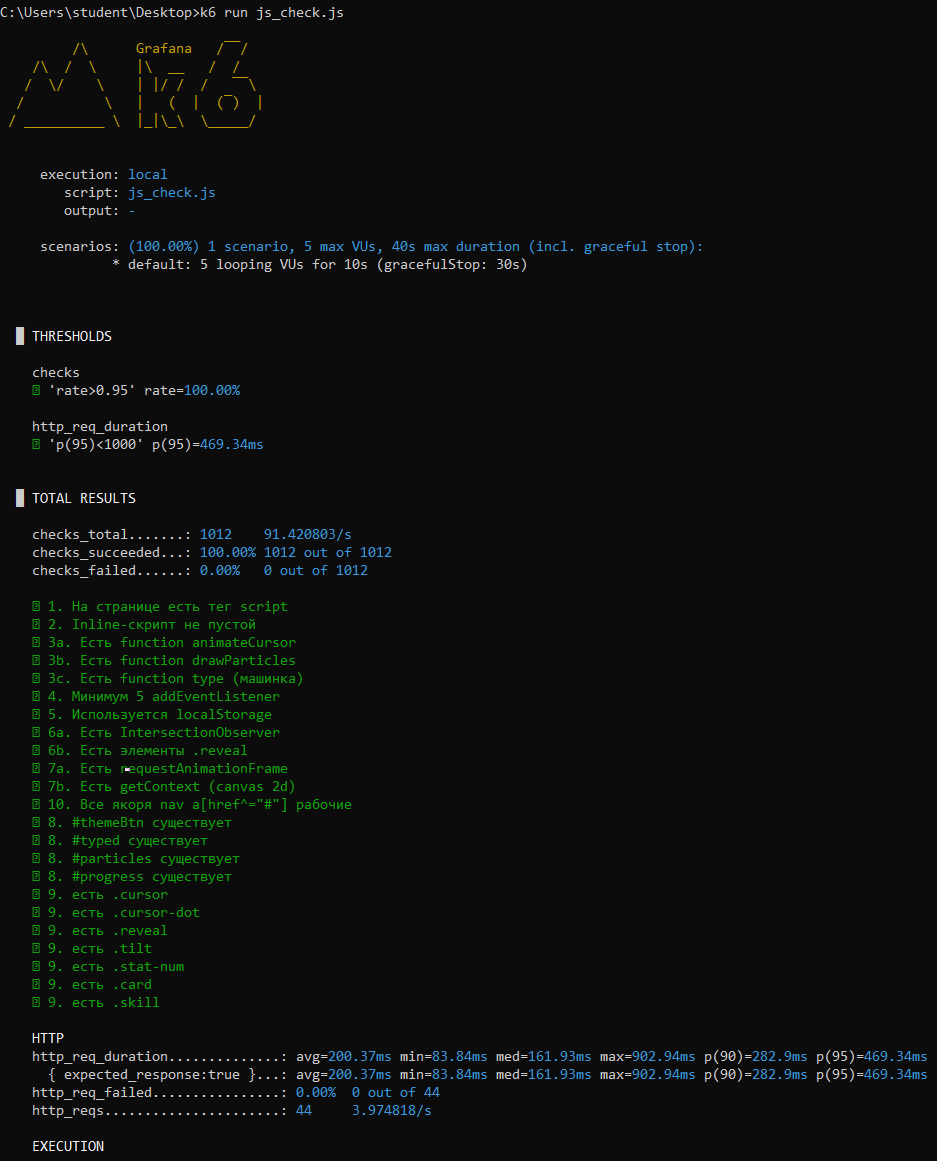 C:\Users\student\Desktop>k6 run js_check.js
Grafana
execution: local
script: js_check.js
output: -
scenarios: (100.00%) 1 scenario, 5 max VUs, 40s max duration (incl. graceful stop):
* default: 5 looping VUs for 10s (gracefulStop: 30s)
THRESHOLDS
checks
'rate>0.95' rate=100.00%
http_req_duration
'p(95)<1000' p(95)=469.34ms
TOTAL RESULTS
checks_total.......: 1012 91.420803/s
checks_succeeded...: 100.00% 1012 out of 1012
checks_failed......: 0.00% 0 out of 1012
1. На странице есть тег script
2. Inline-скрипт не пустой
3a. Есть function animateCursor
3b. Есть function drawParticles
3c. Есть function type (машинка)
4. Минимум 5 addEventListener
5. Используется localStorage
6a. Есть IntersectionObserver
6b. Есть элементы .reveal
7a. Есть requestAnimationFrame
7b. Есть getContext (canvas 2d)
10. Все якоря nav a[href^="#"] рабочие
8. #themeBtn существует
8. #typed существует
8. #particles существует
8. #progress существует
9. есть .cursor
9. есть .cursor-dot
9. есть .reveal
9. есть .tilt
9. есть .stat-num
9. есть .card
9. есть .skill
HTTP
http_req_duration..............: avg=200.37ms min=83.84ms med=161.93ms max=902.94ms p(90)=282.9ms p(95)=469.34ms
{ expected_response:true }...: avg=200.37ms min=83.84ms med=161.93ms max=902.94ms p(90)=282.9ms p(95)=469.34ms
http_req_failed................: 0.00% 0 out of 44
http_reqs......................: 44 3.974818/s
EXECUTION